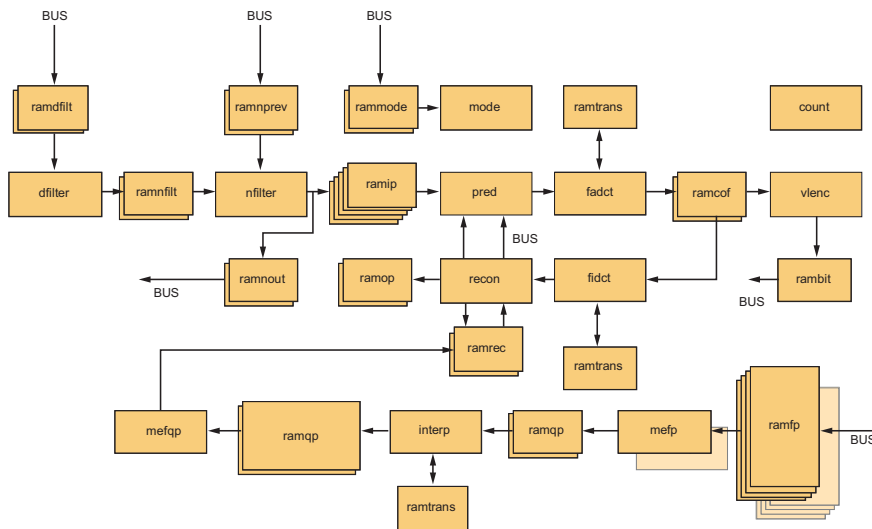 BUS
BUS
BUS
ramdfilt
ramnprev
rammode
mode
ramtrans
count
dfilter
ramnfilt
nfilter
ramip
pred
fadct
ramcof
vlenc
BUS
ramnout
ramop
recon
fidct
rambit
BUS
BUS
ramrec
ramtrans
mefqp
ramqp
interp
ramqp
mefp
ramfp
BUS
ramtrans